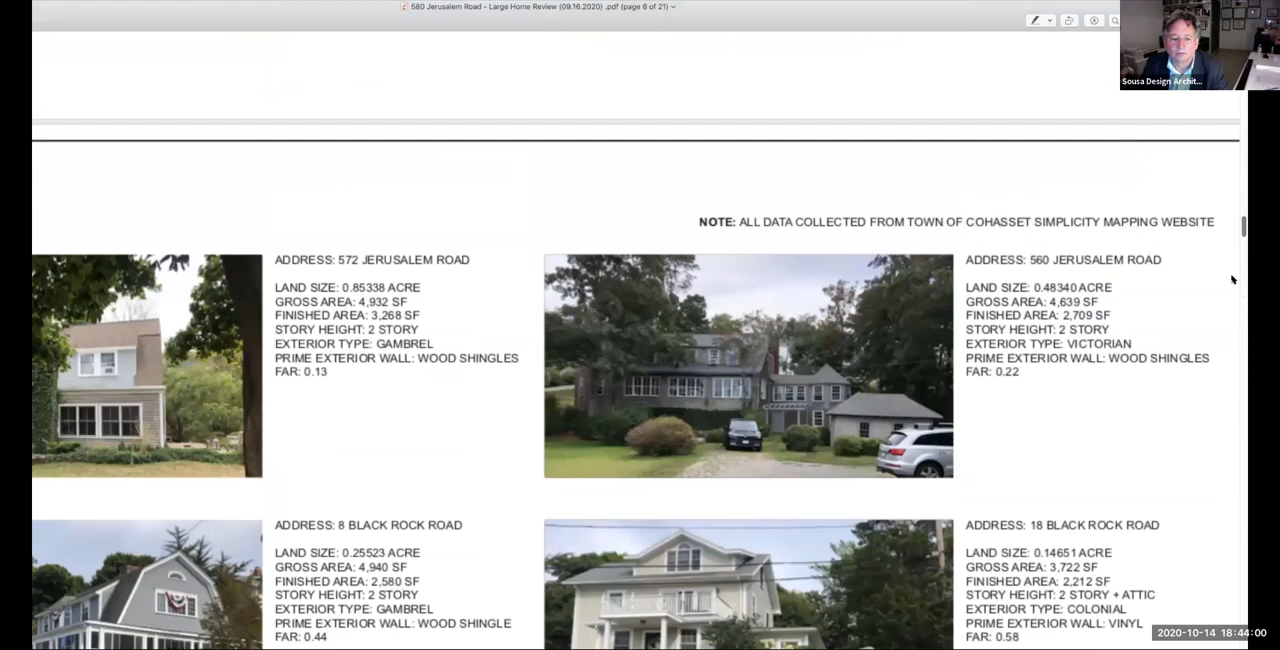 580 Jerusalem Road - Large Home Review (09.16.2020) .pdf (page 6 of 21)
Sousa Design Archit...
NOTE: ALL DATA COLLECTED FROM TOWN OF COHASSET SIMPLICITY MAPPING WEBSITE
ADDRESS: 572 JERUSALEM ROAD
LAND SIZE: 0.85338 ACRE
GROSS AREA: 4,932 SF
FINISHED AREA: 3,268 SF
STORY HEIGHT: 2 STORY
EXTERIOR TYPE: GAMBREL
PRIME EXTERIOR WALL: WOOD SHINGLES
FAR: 0.13
ADDRESS: 560 JERUSALEM ROAD
LAND SIZE: 0.48340 ACRE
GROSS AREA: 4,639 SF
FINISHED AREA: 2,709 SF
STORY HEIGHT: 2 STORY
EXTERIOR TYPE: VICTORIAN
PRIME EXTERIOR WALL: WOOD SHINGLES
FAR: 0.22
ADDRESS: 8 BLACK ROCK ROAD
LAND SIZE: 0.25523 ACRE
GROSS AREA: 4,940 SF
FINISHED AREA: 2,580 SF
STORY HEIGHT: 2 STORY
EXTERIOR TYPE: GAMBREL
PRIME EXTERIOR WALL: WOOD SHINGLE
FAR: 0.44
ADDRESS: 18 BLACK ROCK ROAD
LAND SIZE: 0.14651 ACRE
GROSS AREA: 3,722 SF
FINISHED AREA: 2,212 SF
STORY HEIGHT: 2 STORY + ATTIC
EXTERIOR TYPE: COLONIAL
PRIME EXTERIOR WALL: VINYL
FAR: 0.58
2020-10-14 18:44:00